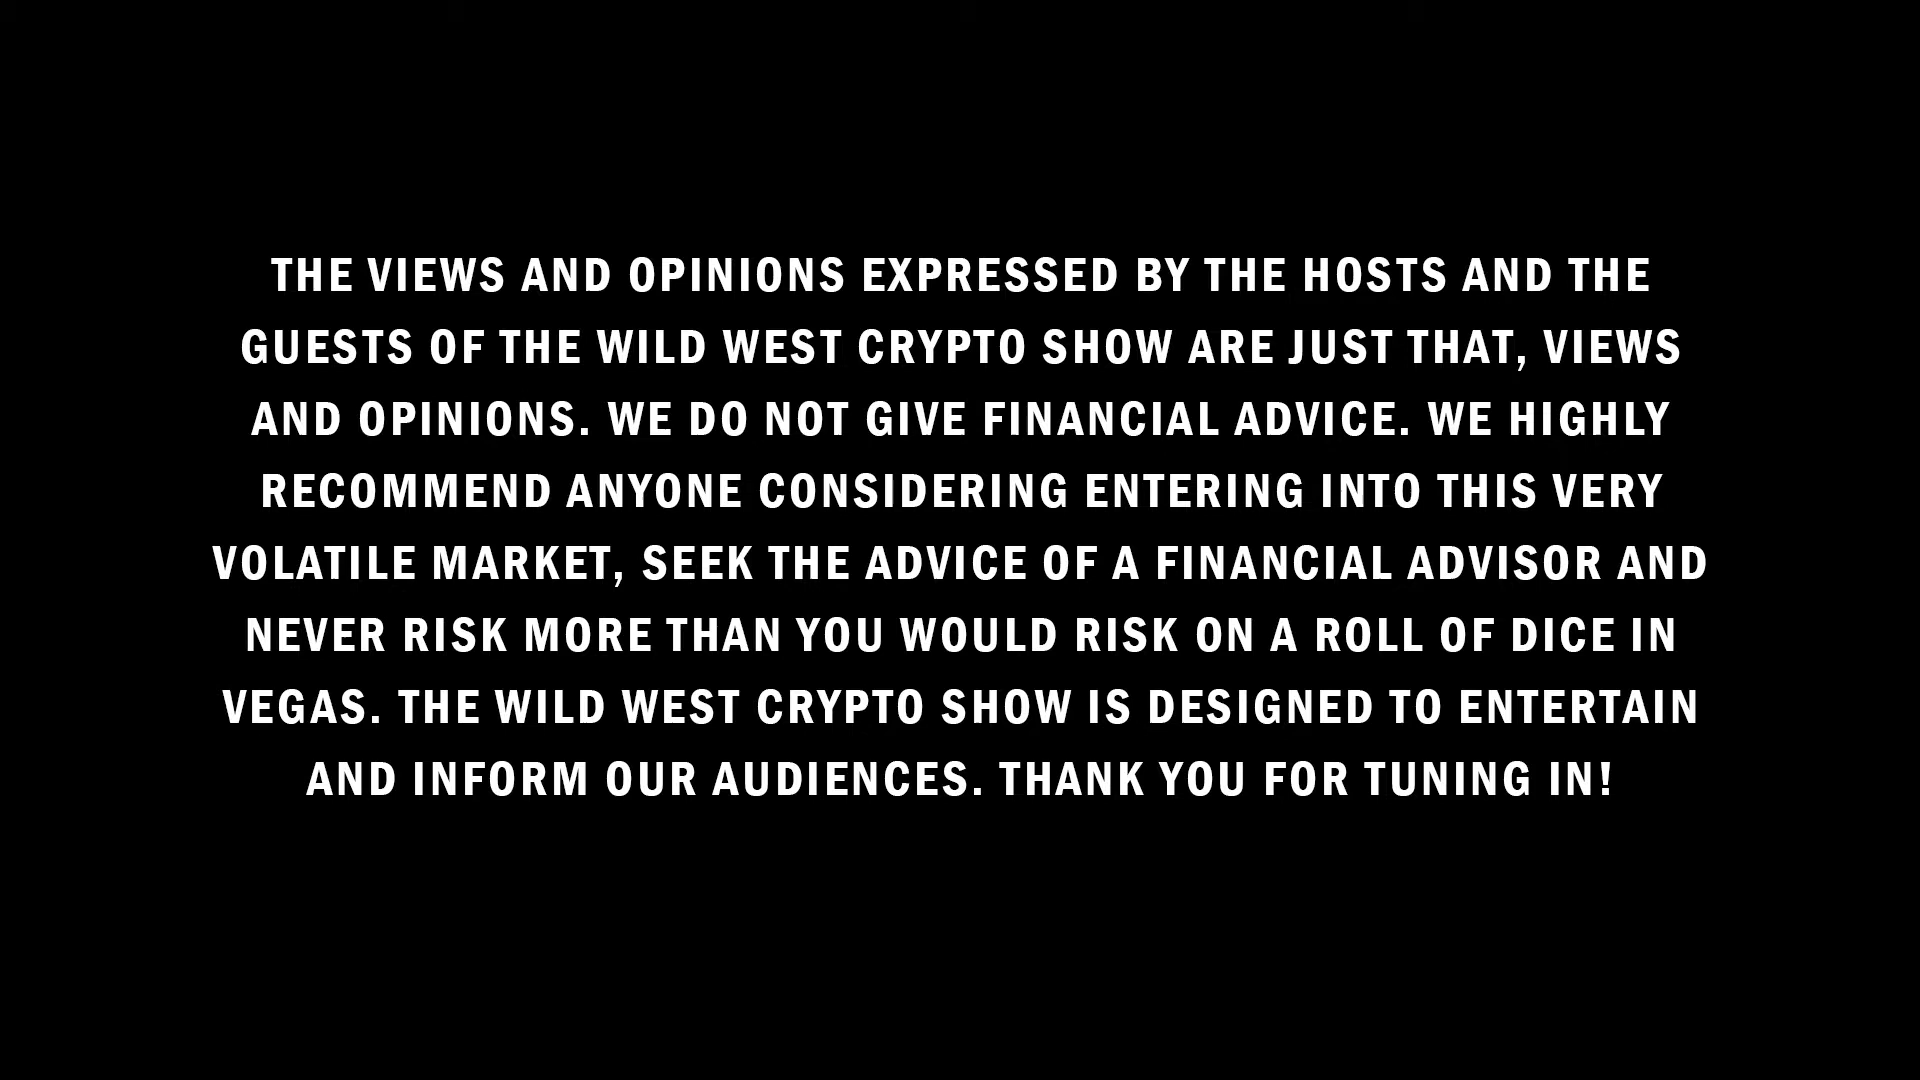 THE VIEWS AND OPINIONS EXPRESSED BY THE HOSTS AND THE
GUESTS OF THE WILD WEST CRYPTO SHOW ARE JUST THAT, VIEWS
AND OPINIONS. WE DO NOT GIVE FINANCIAL ADVICE. WE HIGHLY
RECOMMEND ANYONE CONSIDERING ENTERING INTO THIS VERY
VOLATILE MARKET, SEEK THE ADVICE OF A FINANCIAL ADVISOR AND
NEVER RISK MORE THAN YOU WOULD RISK ON A ROLL OF DICE IN
VEGAS. THE WILD WEST CRYPTO SHOW IS DESIGNED TO ENTERTAIN
AND INFORM OUR AUDIENCES. THANK YOU FOR TUNING IN!